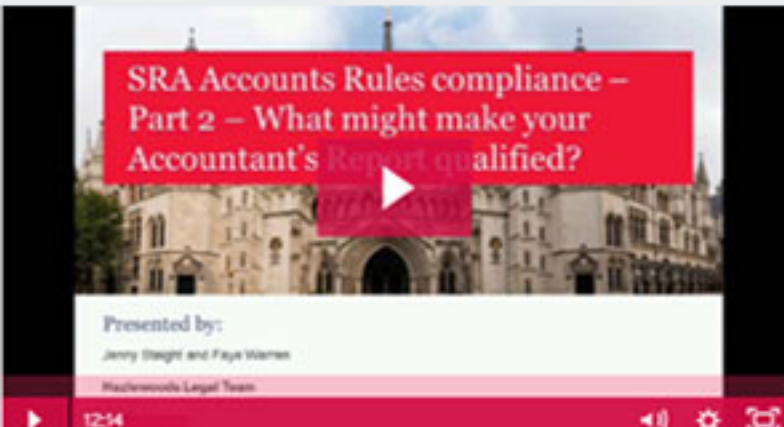 SRA Accounts Rules compliance –
Part 2 – What might make your
Accountant's Report qualified?
Presented by:
Jenny Staight and Faye Warren
Hazlewoods Legal Team
12:14